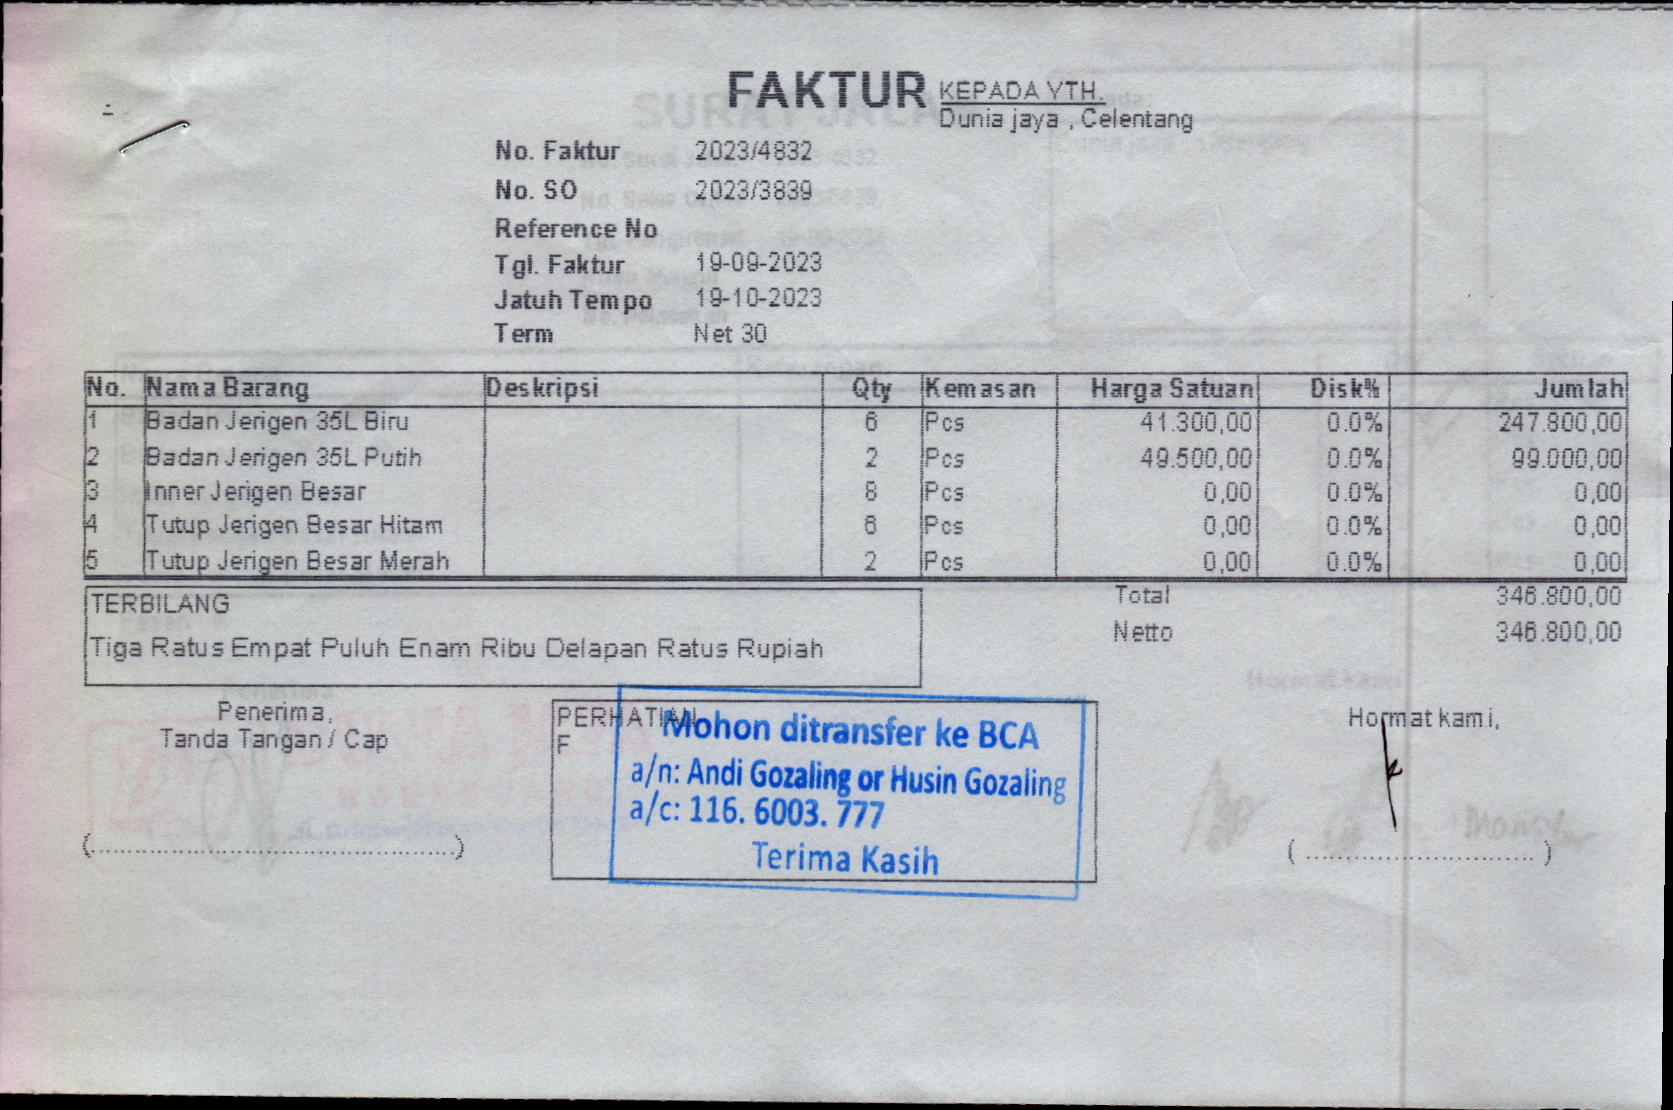 FAKTUR
KEPADA YTH.
Dunia jaya , Celentang
No. Faktur 2023/4832
No. SO 2023/3839
Reference No
Tgl. Faktur 19-09-2023
Jatuh Tempo 19-10-2023
Term Net 30
No. Nama Barang Deskripsi Qty Kemasan Harga Satuan Disk% Jumlah
1 Badan Jerigen 35L Biru 6 Pcs 41.300,00 0.0% 247.800,00
2 Badan Jerigen 35L Putih 2 Pcs 49.500,00 0.0% 99.000,00
3 Inner Jerigen Besar 8 Pcs 0,00 0.0% 0,00
4 Tutup Jerigen Besar Hitam 6 Pcs 0,00 0.0% 0,00
5 Tutup Jerigen Besar Merah 2 Pcs 0,00 0.0% 0,00
Total 346.800,00
Netto 346.800,00
TERBILANG
Tiga Ratus Empat Puluh Enam Ribu Delapan Ratus Rupiah
Penerima,
Tanda Tangan / Cap
(..................................................)
PERHATIAN
F
Mohon ditransfer ke BCA
a/n: Andi Gozaling or Husin Gozaling
a/c: 116. 6003. 777
Terima Kasih
Hormat kami,
( ............................... )